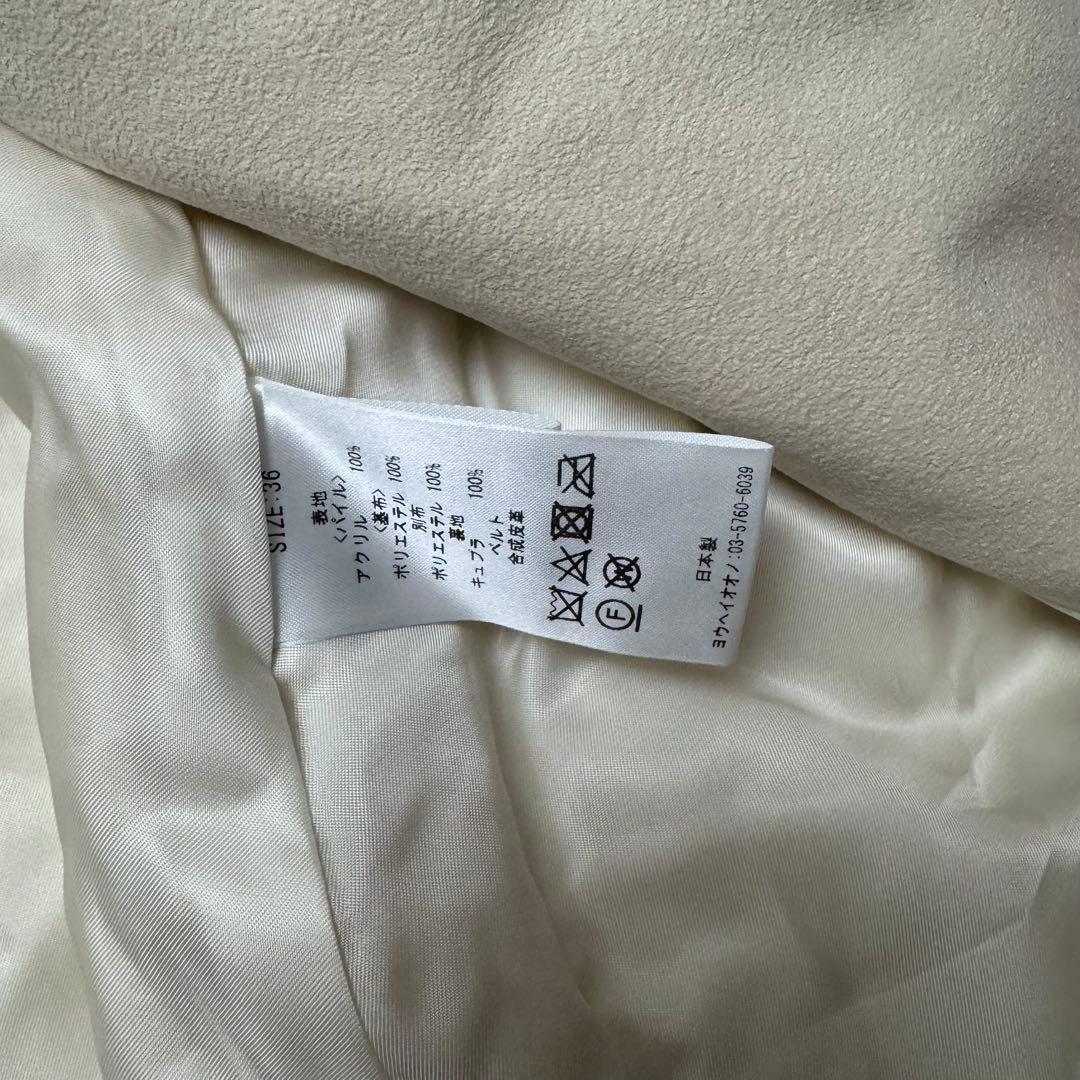 SIZE:36
表地
<パイル>
アクリル 100%
<基布>
ポリエステル 100%
別布
ポリエステル 100%
裏地
キュプラ 100%
ベルト
合成皮革
F
W
日本製
ヨウヘイオオノ:03-5760-6039